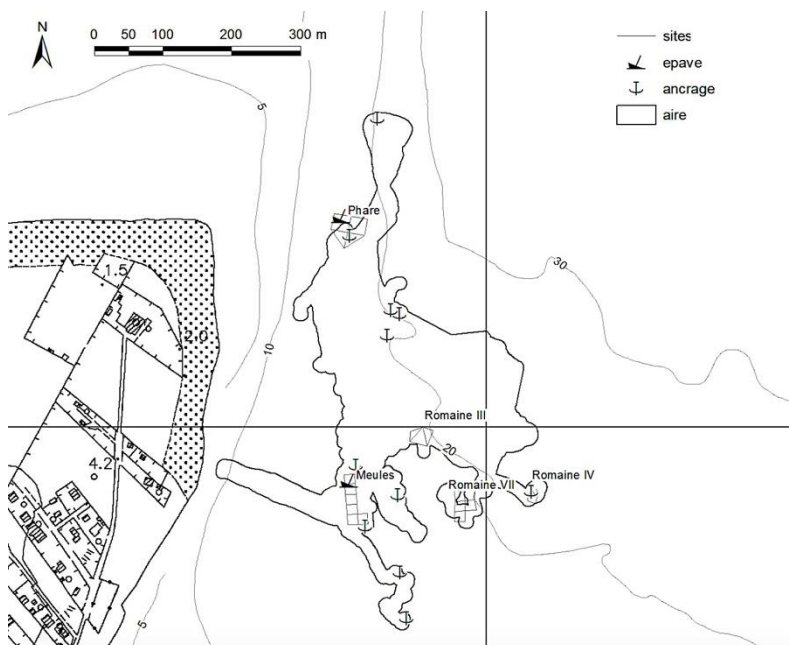 N
0 50 100 200 300 m
sites
epave
ancrage
aire
5
Phare
1.5
30
2.0
10
Romaine III
20
4.2
Meules
Romaine VII
Romaine IV
5